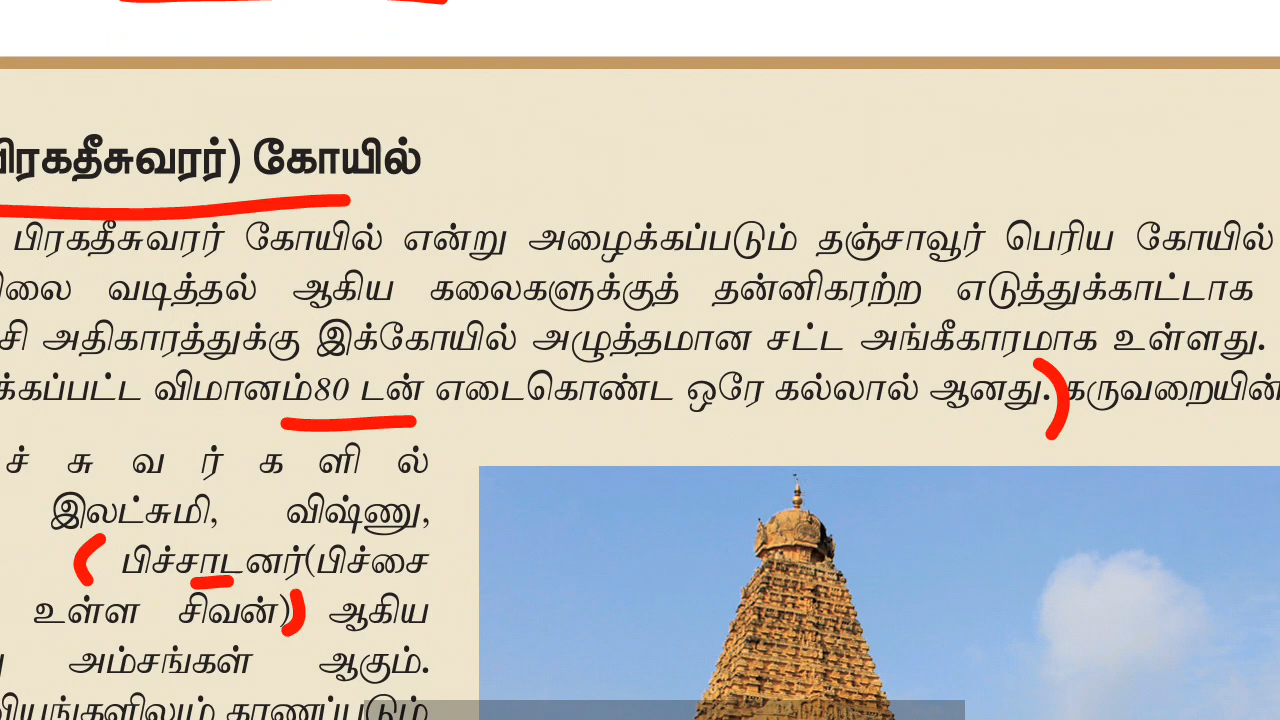 பிரகதீசுவரர்) கோயில்
பிரகதீசுவரர் கோயில் என்று அழைக்கப்படும் தஞ்சாவூர் பெரிய கோயில்
வடித்தல் ஆகிய கலைகளுக்குத் தன்னிகரற்ற எடுத்துக்காட்டாக
அதிகாரத்துக்கு இக்கோயில் அழுத்தமான சட்ட அங்கீகாரமாக உள்ளது.
விமானம்80 டன் எடைகொண்ட ஒரே கல்லால் ஆனது. கருவறையின்
ச் சு வ ர் க ளி ல்
இலட்சுமி, விஷ்ணு,
பிச்சாடனர்(பிச்சை
உள்ள சிவன்) ஆகிய
அம்சங்கள் ஆகும்.
காணப்படும்